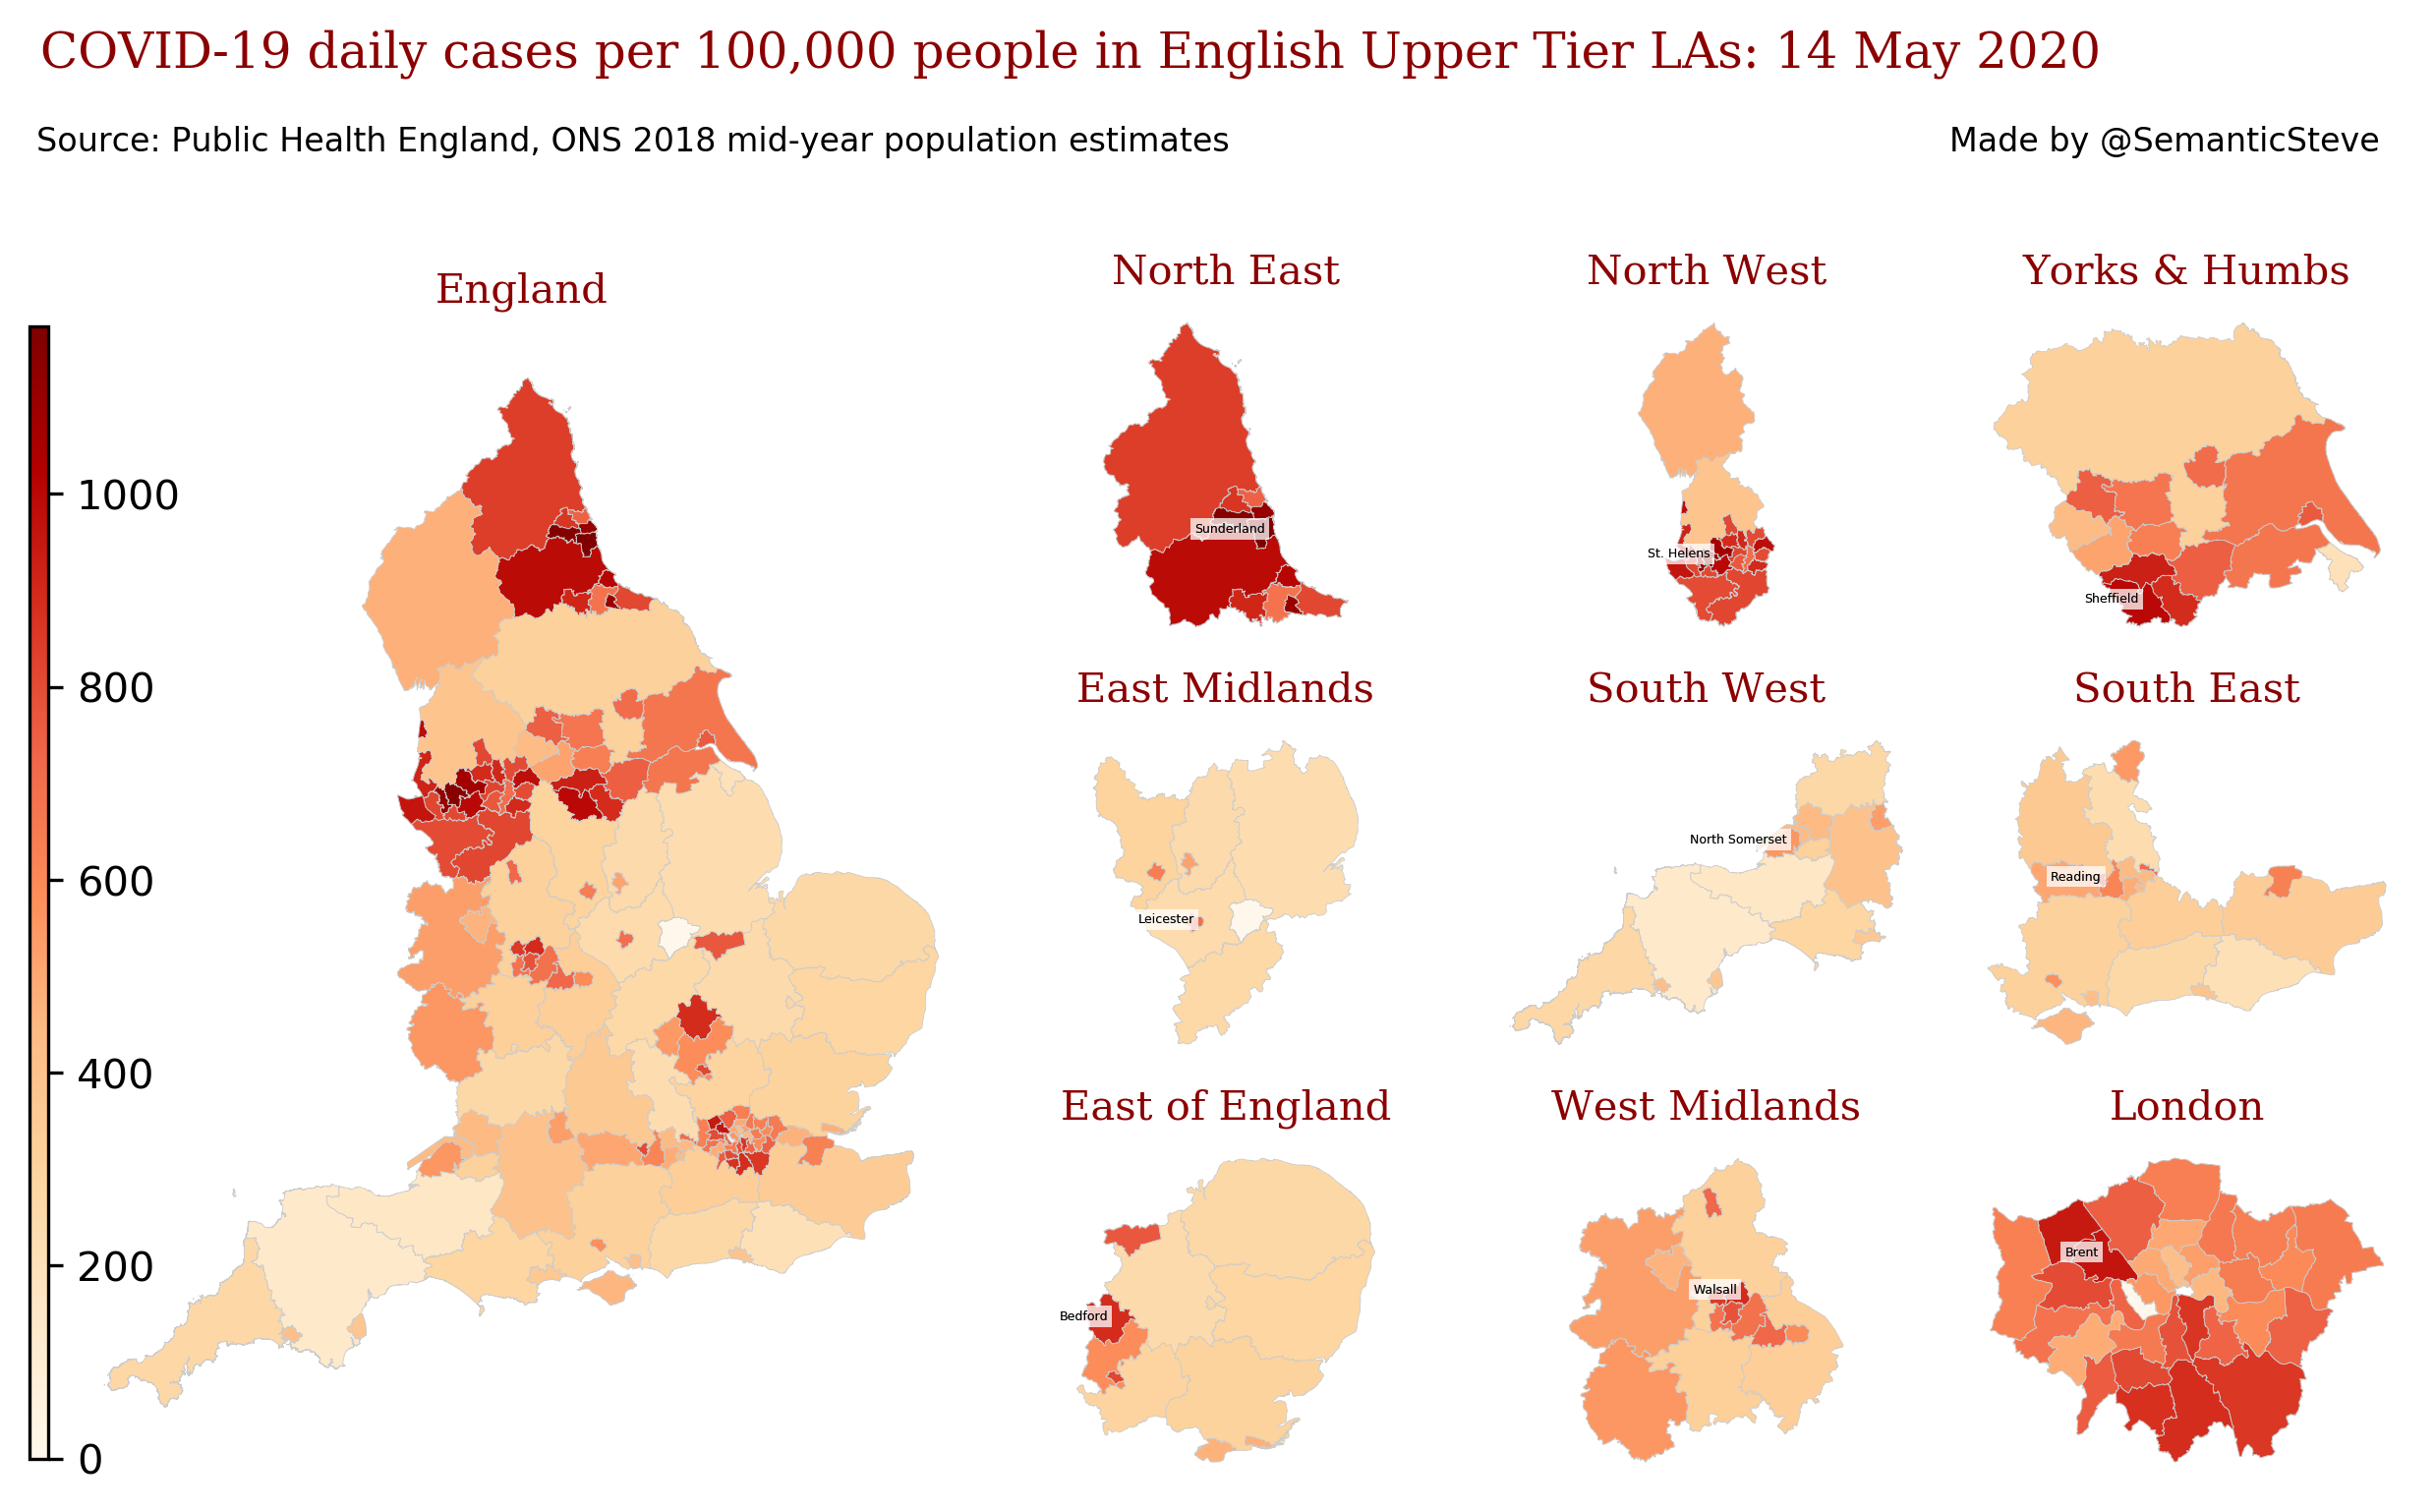 COVID-19 daily cases per 100,000 people in English Upper Tier LAs: 14 May 2020
Source: Public Health England, ONS 2018 mid-year population estimates
Made by @SemanticSteve
England
1000
800
600
400
200
0
North East
Sunderland
North West
St. Helens
Yorks & Humbs
Sheffield
East Midlands
Leicester
South West
North Somerset
South East
Reading
East of England
Bedford
West Midlands
Walsall
London
Brent